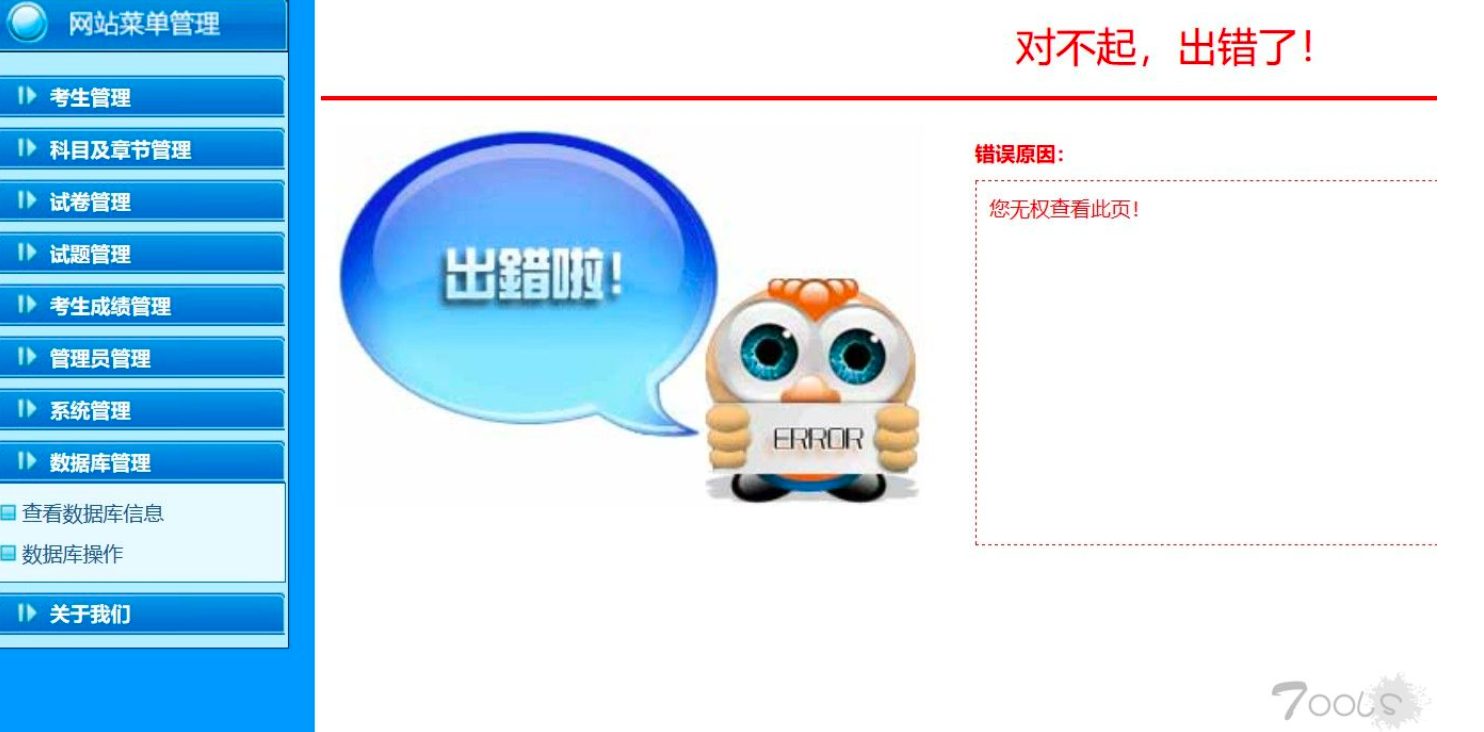 网站菜单管理
考生管理
科目及章节管理
试卷管理
试题管理
考生成绩管理
管理员管理
系统管理
数据库管理
查看数据库信息
数据库操作
关于我们
对不起，出错了！
出錯啦！
ERROR
错误原因：
您无权查看此页！
7ooLS